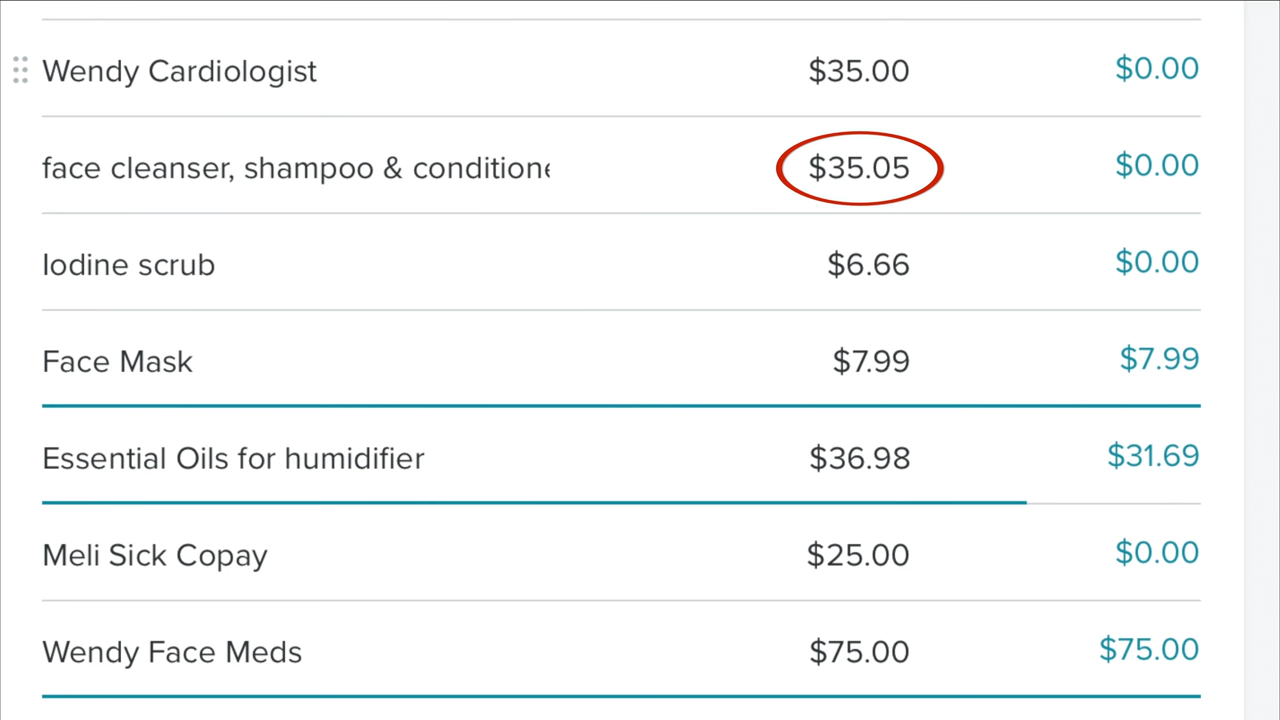 Wendy Cardiologist $35.00 $0.00
face cleanser, shampoo & condition $35.05 $0.00
Iodine scrub $6.66 $0.00
Face Mask $7.99 $7.99
Essential Oils for humidifier $36.98 $31.69
Meli Sick Copay $25.00 $0.00
Wendy Face Meds $75.00 $75.00